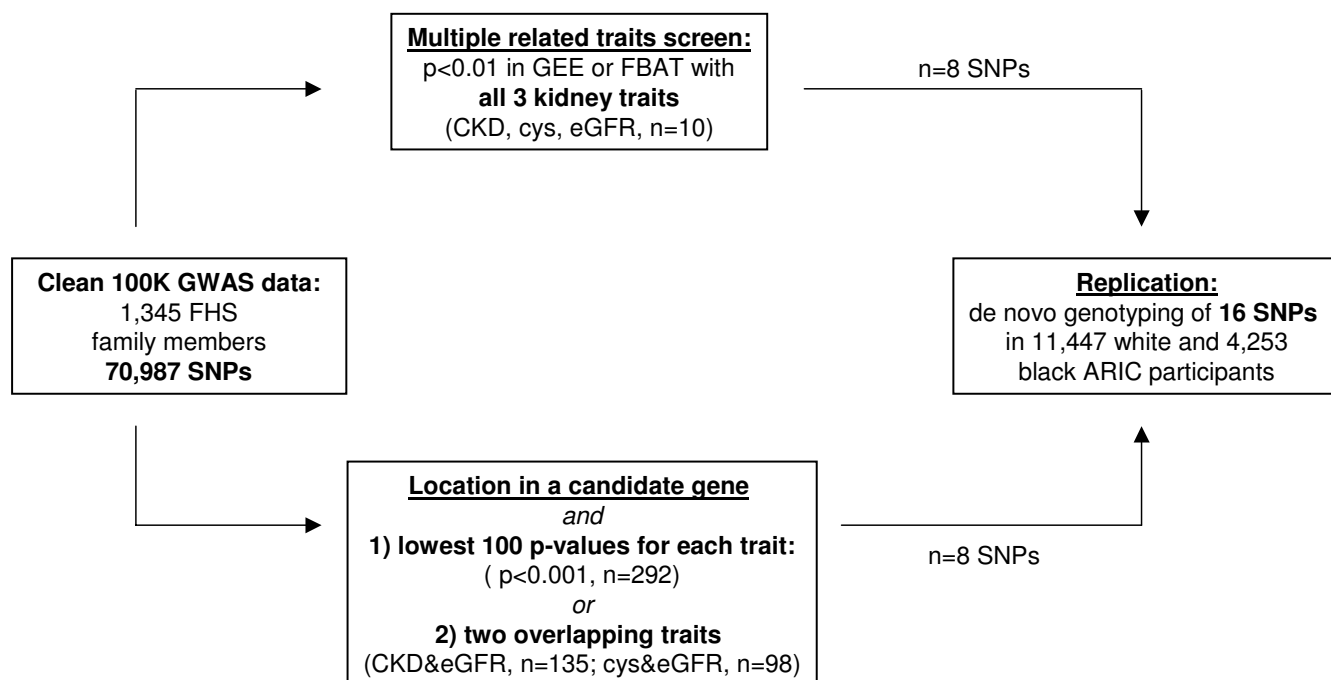 Multiple related traits screen:
p<0.01 in GEE or FBAT with
all 3 kidney traits
(CKD, cys, eGFR, n=10)
n=8 SNPs
Clean 100K GWAS data:
1,345 FHS
family members
70,987 SNPs
Replication:
de novo genotyping of 16 SNPs
in 11,447 white and 4,253
black ARIC participants
Location in a candidate gene
and
1) lowest 100 p-values for each trait:
( p<0.001, n=292)
or
2) two overlapping traits
(CKD&eGFR, n=135; cys&eGFR, n=98)
n=8 SNPs